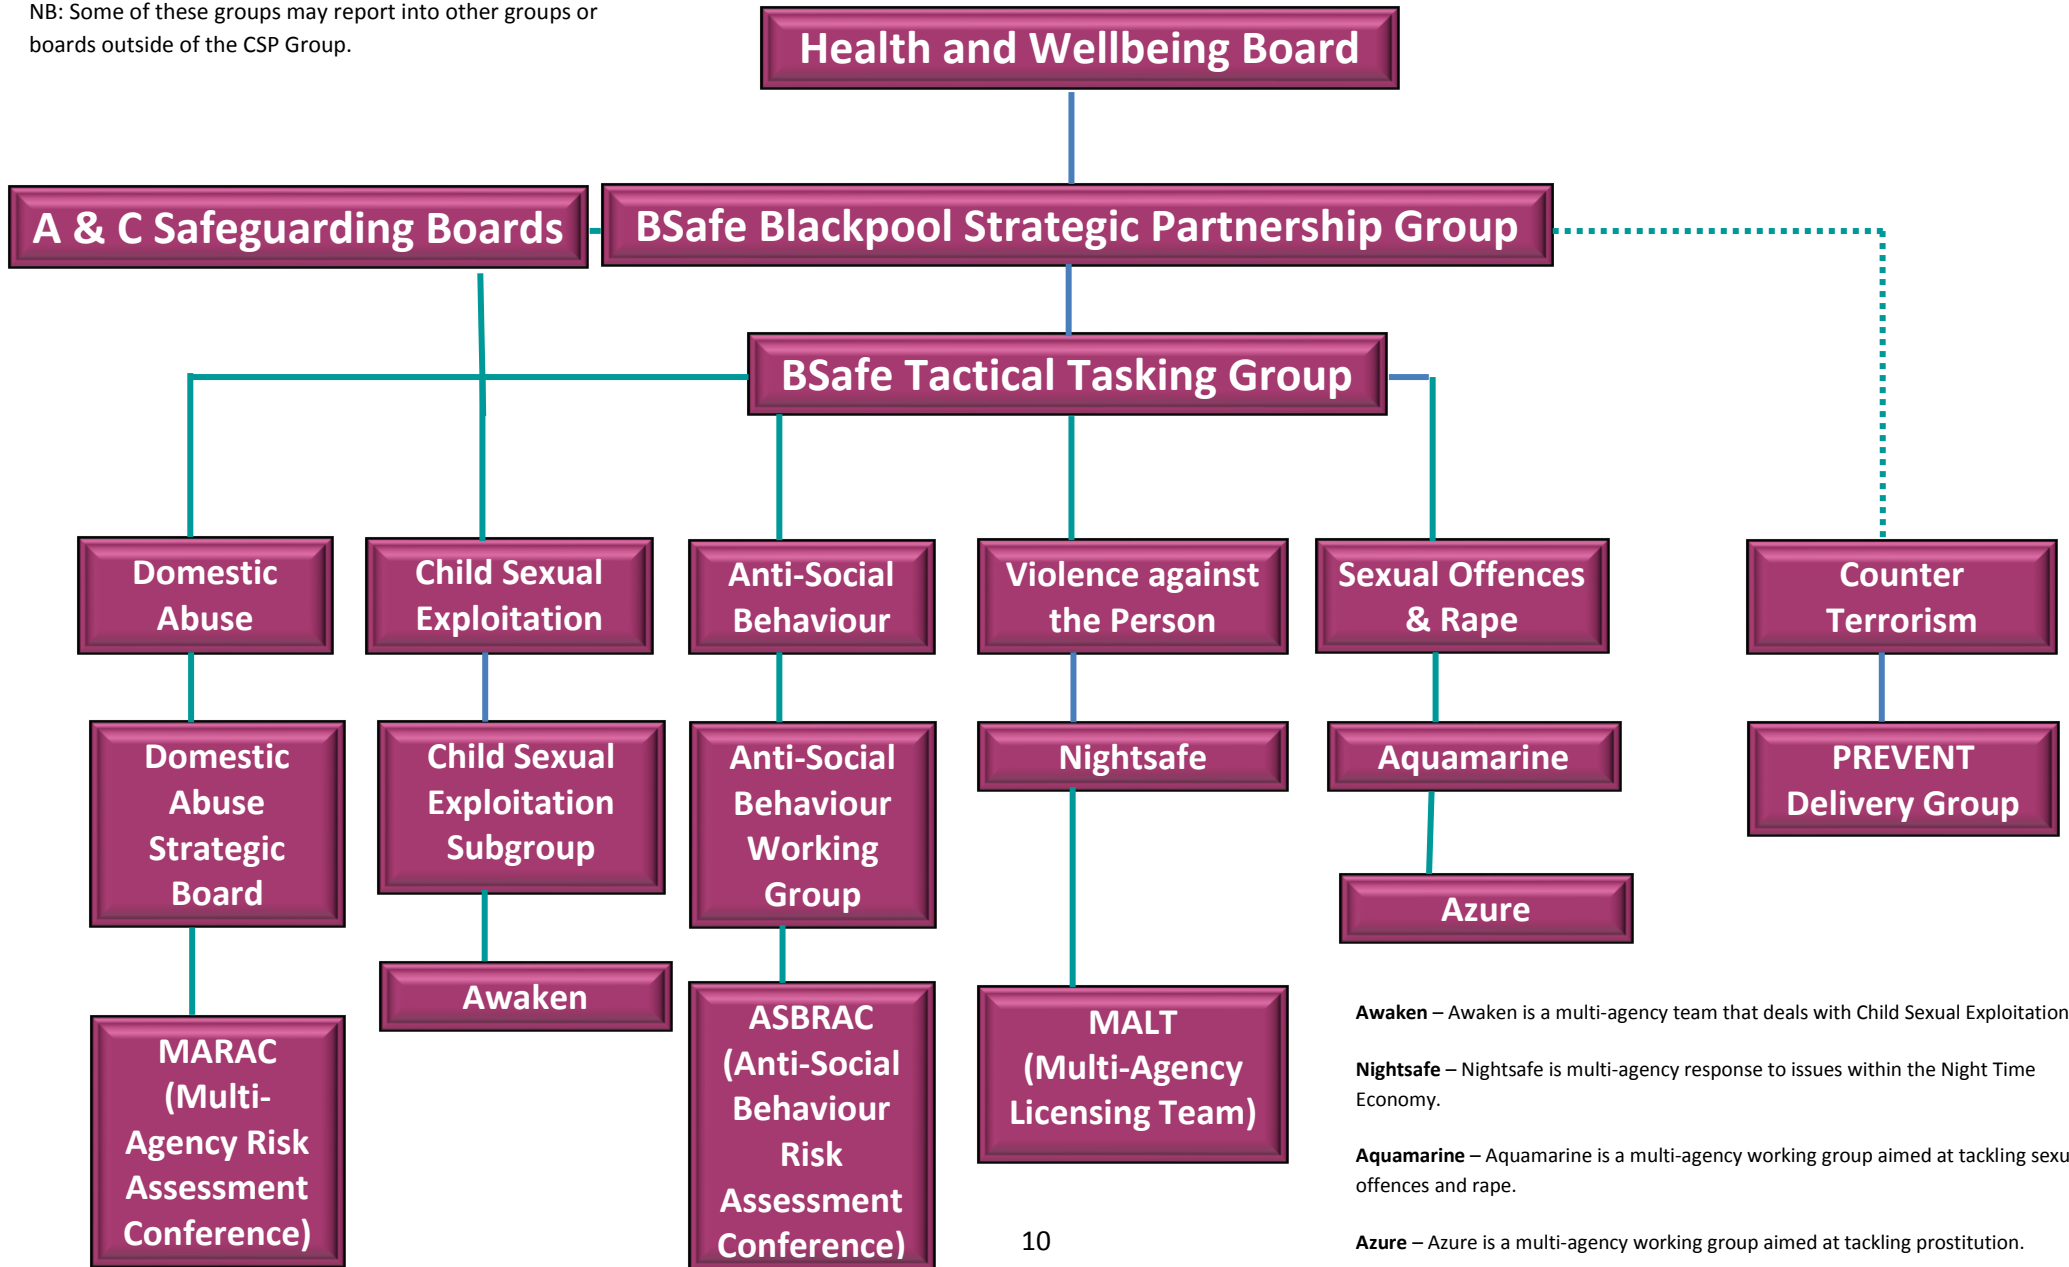 NB: Some of these groups may report into other groups or
boards outside of the CSP Group.
Health and Wellbeing Board
A & C Safeguarding Boards
BSafe Blackpool Strategic Partnership Group
BSafe Tactical Tasking Group
Domestic
Abuse
Child Sexual
Exploitation
Anti-Social
Behaviour
Violence against
the Person
Sexual Offences
& Rape
Counter
Terrorism
Domestic
Abuse
Strategic
Board
Child Sexual
Exploitation
Subgroup
Anti-Social
Behaviour
Working
Group
Nightsafe
Aquamarine
PREVENT
Delivery Group
Azure
Awaken
MARAC
(Multi-
Agency Risk
Assessment
Conference)
ASBRAC
(Anti-Social
Behaviour
Risk
Assessment
Conference)
MALT
(Multi-Agency
Licensing Team)
Awaken – Awaken is a multi-agency team that deals with Child Sexual Exploitation
Nightsafe – Nightsafe is multi-agency response to issues within the Night Time
Economy.
Aquamarine – Aquamarine is a multi-agency working group aimed at tackling sexu
offences and rape.
Azure – Azure is a multi-agency working group aimed at tackling prostitution.
10